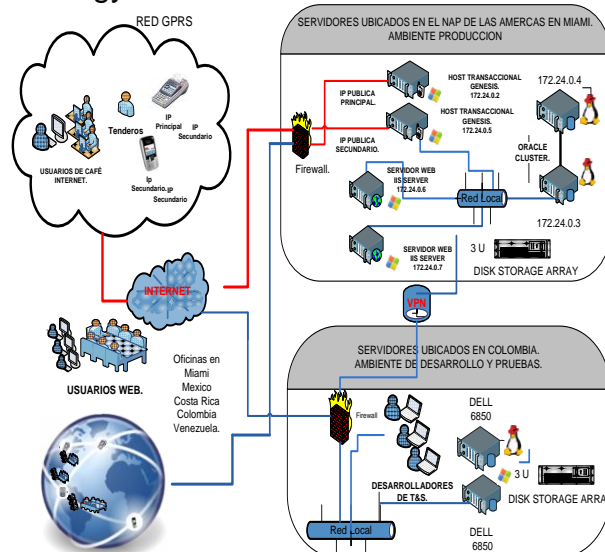 gy
RED GPRS
IP
Principal
IP
Secundario
Tenderos
USUARIOS DE CAFÉ
INTERNET.
Ip
Secundario.
IP
Secundario
SERVIDORES UBICADOS EN EL NAP DE LAS AMERCAS EN MIAMI.
AMBIENTE PRODUCCION
IP PUBLICA
PRINCIPAL.
HOST TRANSACCIONAL
GENESIS.
172.24.0.2
172.24.0.4
HOST TRANSACCIONAL
GENESIS.
172.24.0.5
IP PUBLICA
SECUNDARIO.
Firewall.
ORACLE
CLUSTER.
SERVIDOR WEB
IIS SERVER
172.24.0.6
Red Local
172.24.0.3
SERVIDOR WEB
IIS SERVER
172.24.0.7
3 U
DISK STORAGE ARRAY
INTERNET
VPN
USUARIOS WEB.
Oficinas en
Miami
Mexico
Costa Rica
Colombia
Venezuela.
SERVIDORES UBICADOS EN COLOMBIA.
AMBIENTE DE DESARROLLO Y PRUEBAS.
Firewall
DELL
6850
DESARROLLADORES
DE T&S.
3 U
DISK STORAGE ARRA
Red Local
DELL
6850